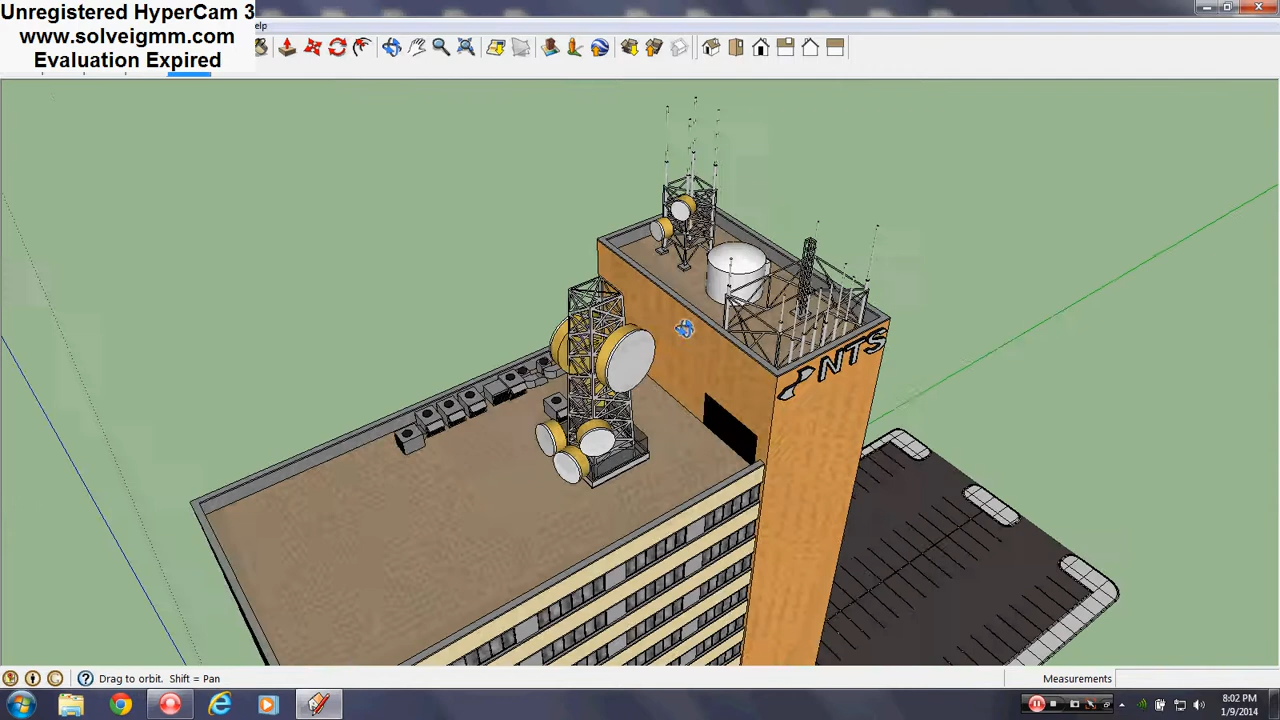 Unregistered HyperCam 3
www.solveigmm.com
Evaluation Expired
elp
NTS
Drag to orbit. Shift = Pan
Measurements
8:02 PM
1/9/2014